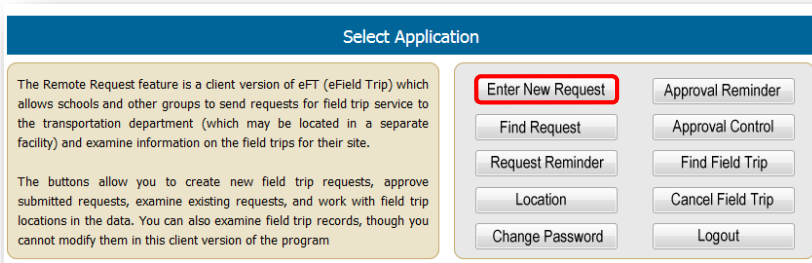 Select Application
The Remote Request feature is a client version of eFT (eField Trip) which
allows schools and other groups to send requests for field trip service to
the transportation department (which may be located in a separate
facility) and examine information on the field trips for their site.
The buttons allow you to create new field trip requests, approve
submitted requests, examine existing requests, and work with field trip
locations in the data. You can also examine field trip records, though you
cannot modify them in this client version of the program
Enter New Request
Approval Reminder
Find Request
Approval Control
Request Reminder
Find Field Trip
Location
Cancel Field Trip
Change Password
Logout